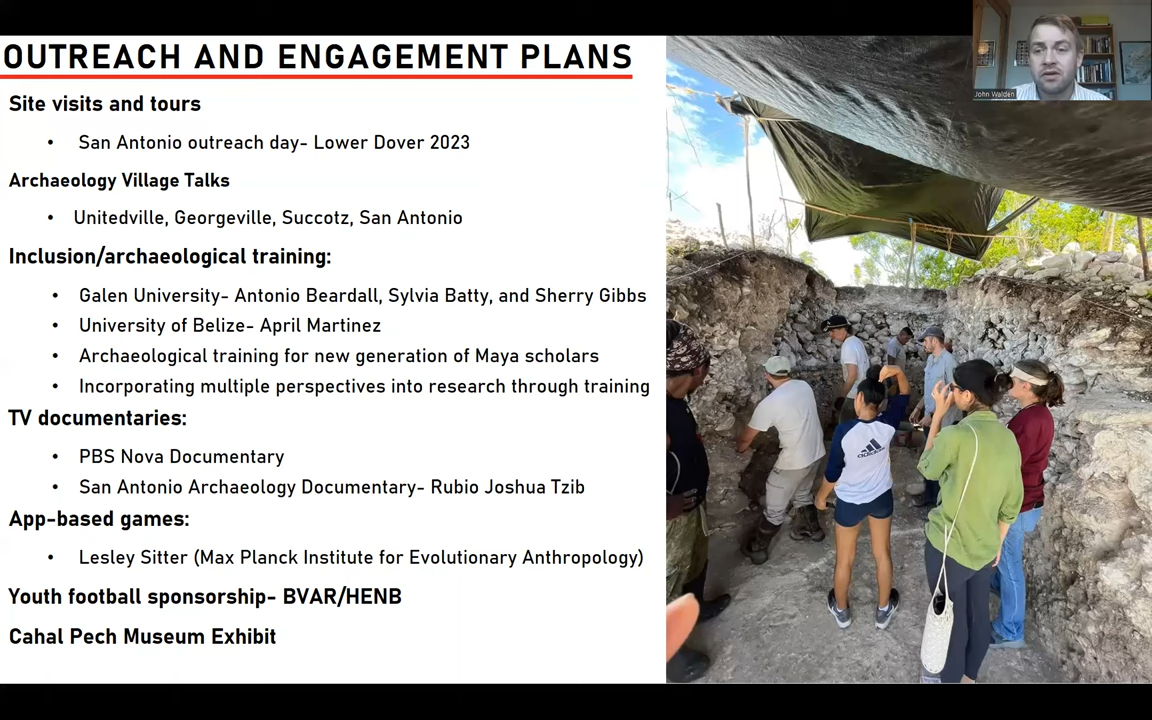 OUTREACH AND ENGAGEMENT PLANS
Site visits and tours
• San Antonio outreach day- Lower Dover 2023
Archaeology Village Talks
• Unitedville, Georgeville, Succotz, San Antonio
Inclusion/archaeological training:
• Galen University- Antonio Beardall, Sylvia Batty, and Sherry Gibbs
• University of Belize- April Martinez
• Archaeological training for new generation of Maya scholars
• Incorporating multiple perspectives into research through training
TV documentaries:
• PBS Nova Documentary
• San Antonio Archaeology Documentary- Rubio Joshua Tzib
App-based games:
• Lesley Sitter (Max Planck Institute for Evolutionary Anthropology)
Youth football sponsorship- BVAR/HENB
Cahal Pech Museum Exhibit
John Walden
adidas